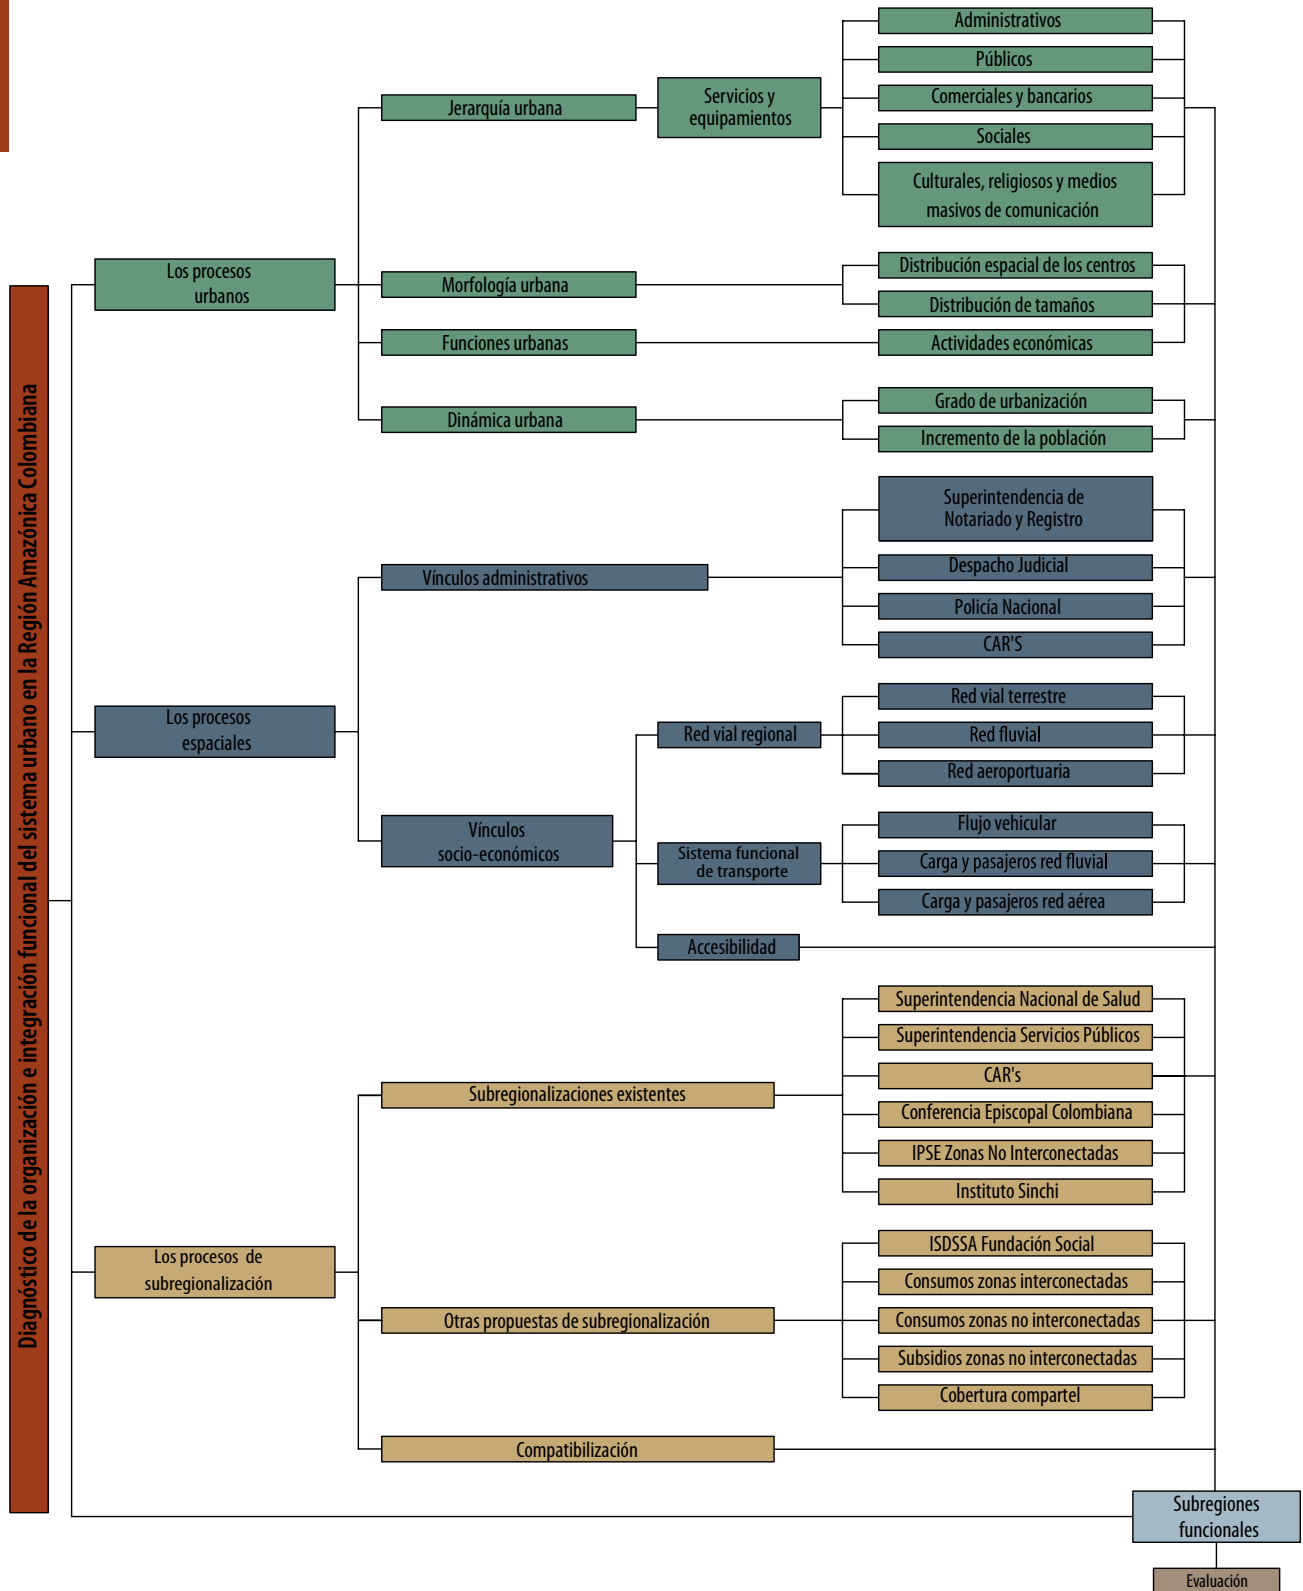 Diagnóstico de la organización e integración funcional del sistema urbano en la Región Amazónica Colombiana
Los procesos
urbanos
Jerarquía urbana
Servicios y
equipamientos
Administrativos
Públicos
Comerciales y bancarios
Sociales
Culturales, religiosos y medios
masivos de comunicación
Morfología urbana
Distribución espacial de los centros
Distribución de tamaños
Funciones urbanas
Actividades económicas
Dinámica urbana
Grado de urbanización
Incremento de la población
Los procesos
espaciales
Vínculos administrativos
Superintendencia de
Notariado y Registro
Despacho Judicial
Policía Nacional
CAR'S
Vínculos
socio-económicos
Red vial regional
Red vial terrestre
Red fluvial
Red aeroportuaria
Sistema funcional
de transporte
Flujo vehicular
Carga y pasajeros red fluvial
Carga y pasajeros red aérea
Accesibilidad
Los procesos de
subregionalización
Subregionalizaciones existentes
Superintendencia Nacional de Salud
Superintendencia Servicios Públicos
CAR's
Conferencia Episcopal Colombiana
IPSE Zonas No Interconectadas
Instituto Sinchi
Otras propuestas de subregionalización
ISDSSA Fundación Social
Consumos zonas interconectadas
Consumos zonas no interconectadas
Subsidios zonas no interconectadas
Cobertura compartel
Compatibilización
Subregiones
funcionales
Evaluación